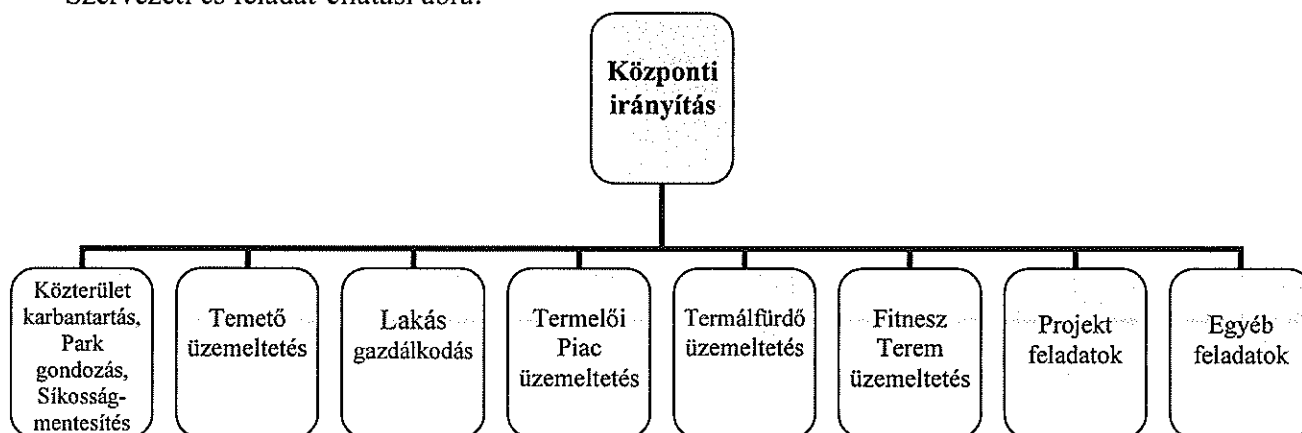 Szervezeti és feladat-ellátási ábra:
Központi
irányítás
Közterület
karbantartás,
Park
gondozás,
Síkosság-
mentesítés
Temető
üzemeltetés
Lakás
gazdálkodás
Termelői
Piac
üzemeltetés
Termálfürdő
üzemeltetés
Fitnesz
Terem
üzemeltetés
Projekt
feladatok
Egyéb
feladatok